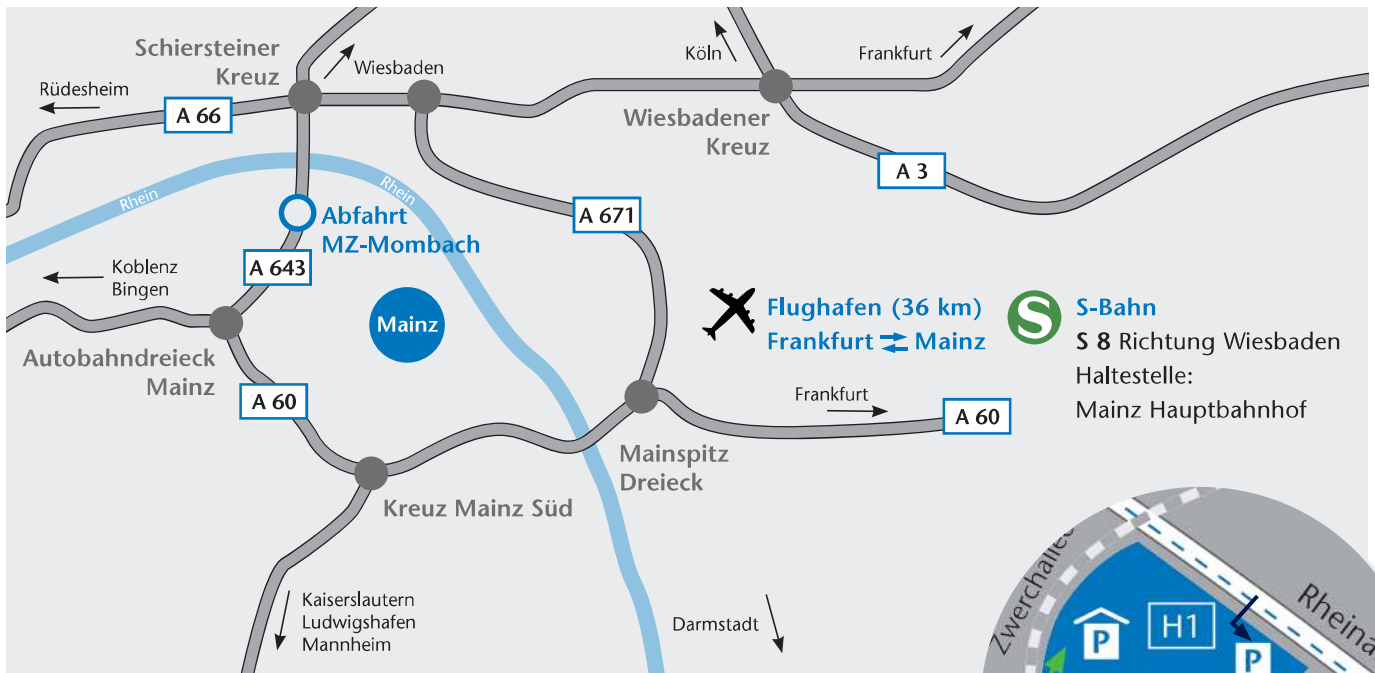 Schiersteiner
Kreuz
Wiesbaden
Köln
Frankfurt
Rüdesheim
A 66
Wiesbadener
Kreuz
A 3
Rhein
Rhein
Abfahrt
MZ-Mombach
A 671
A 643
Koblenz
Bingen
Mainz
Flughafen (36 km)
Frankfurt Mainz
S
S-Bahn
S 8 Richtung Wiesbaden
Haltestelle:
Mainz Hauptbahnhof
Autobahndreieck
Mainz
A 60
Frankfurt
A 60
Mainspitz
Dreieck
Kreuz Mainz Süd
Kaiserslautern
Ludwigshafen
Mannheim
Darmstadt
P
H1
P